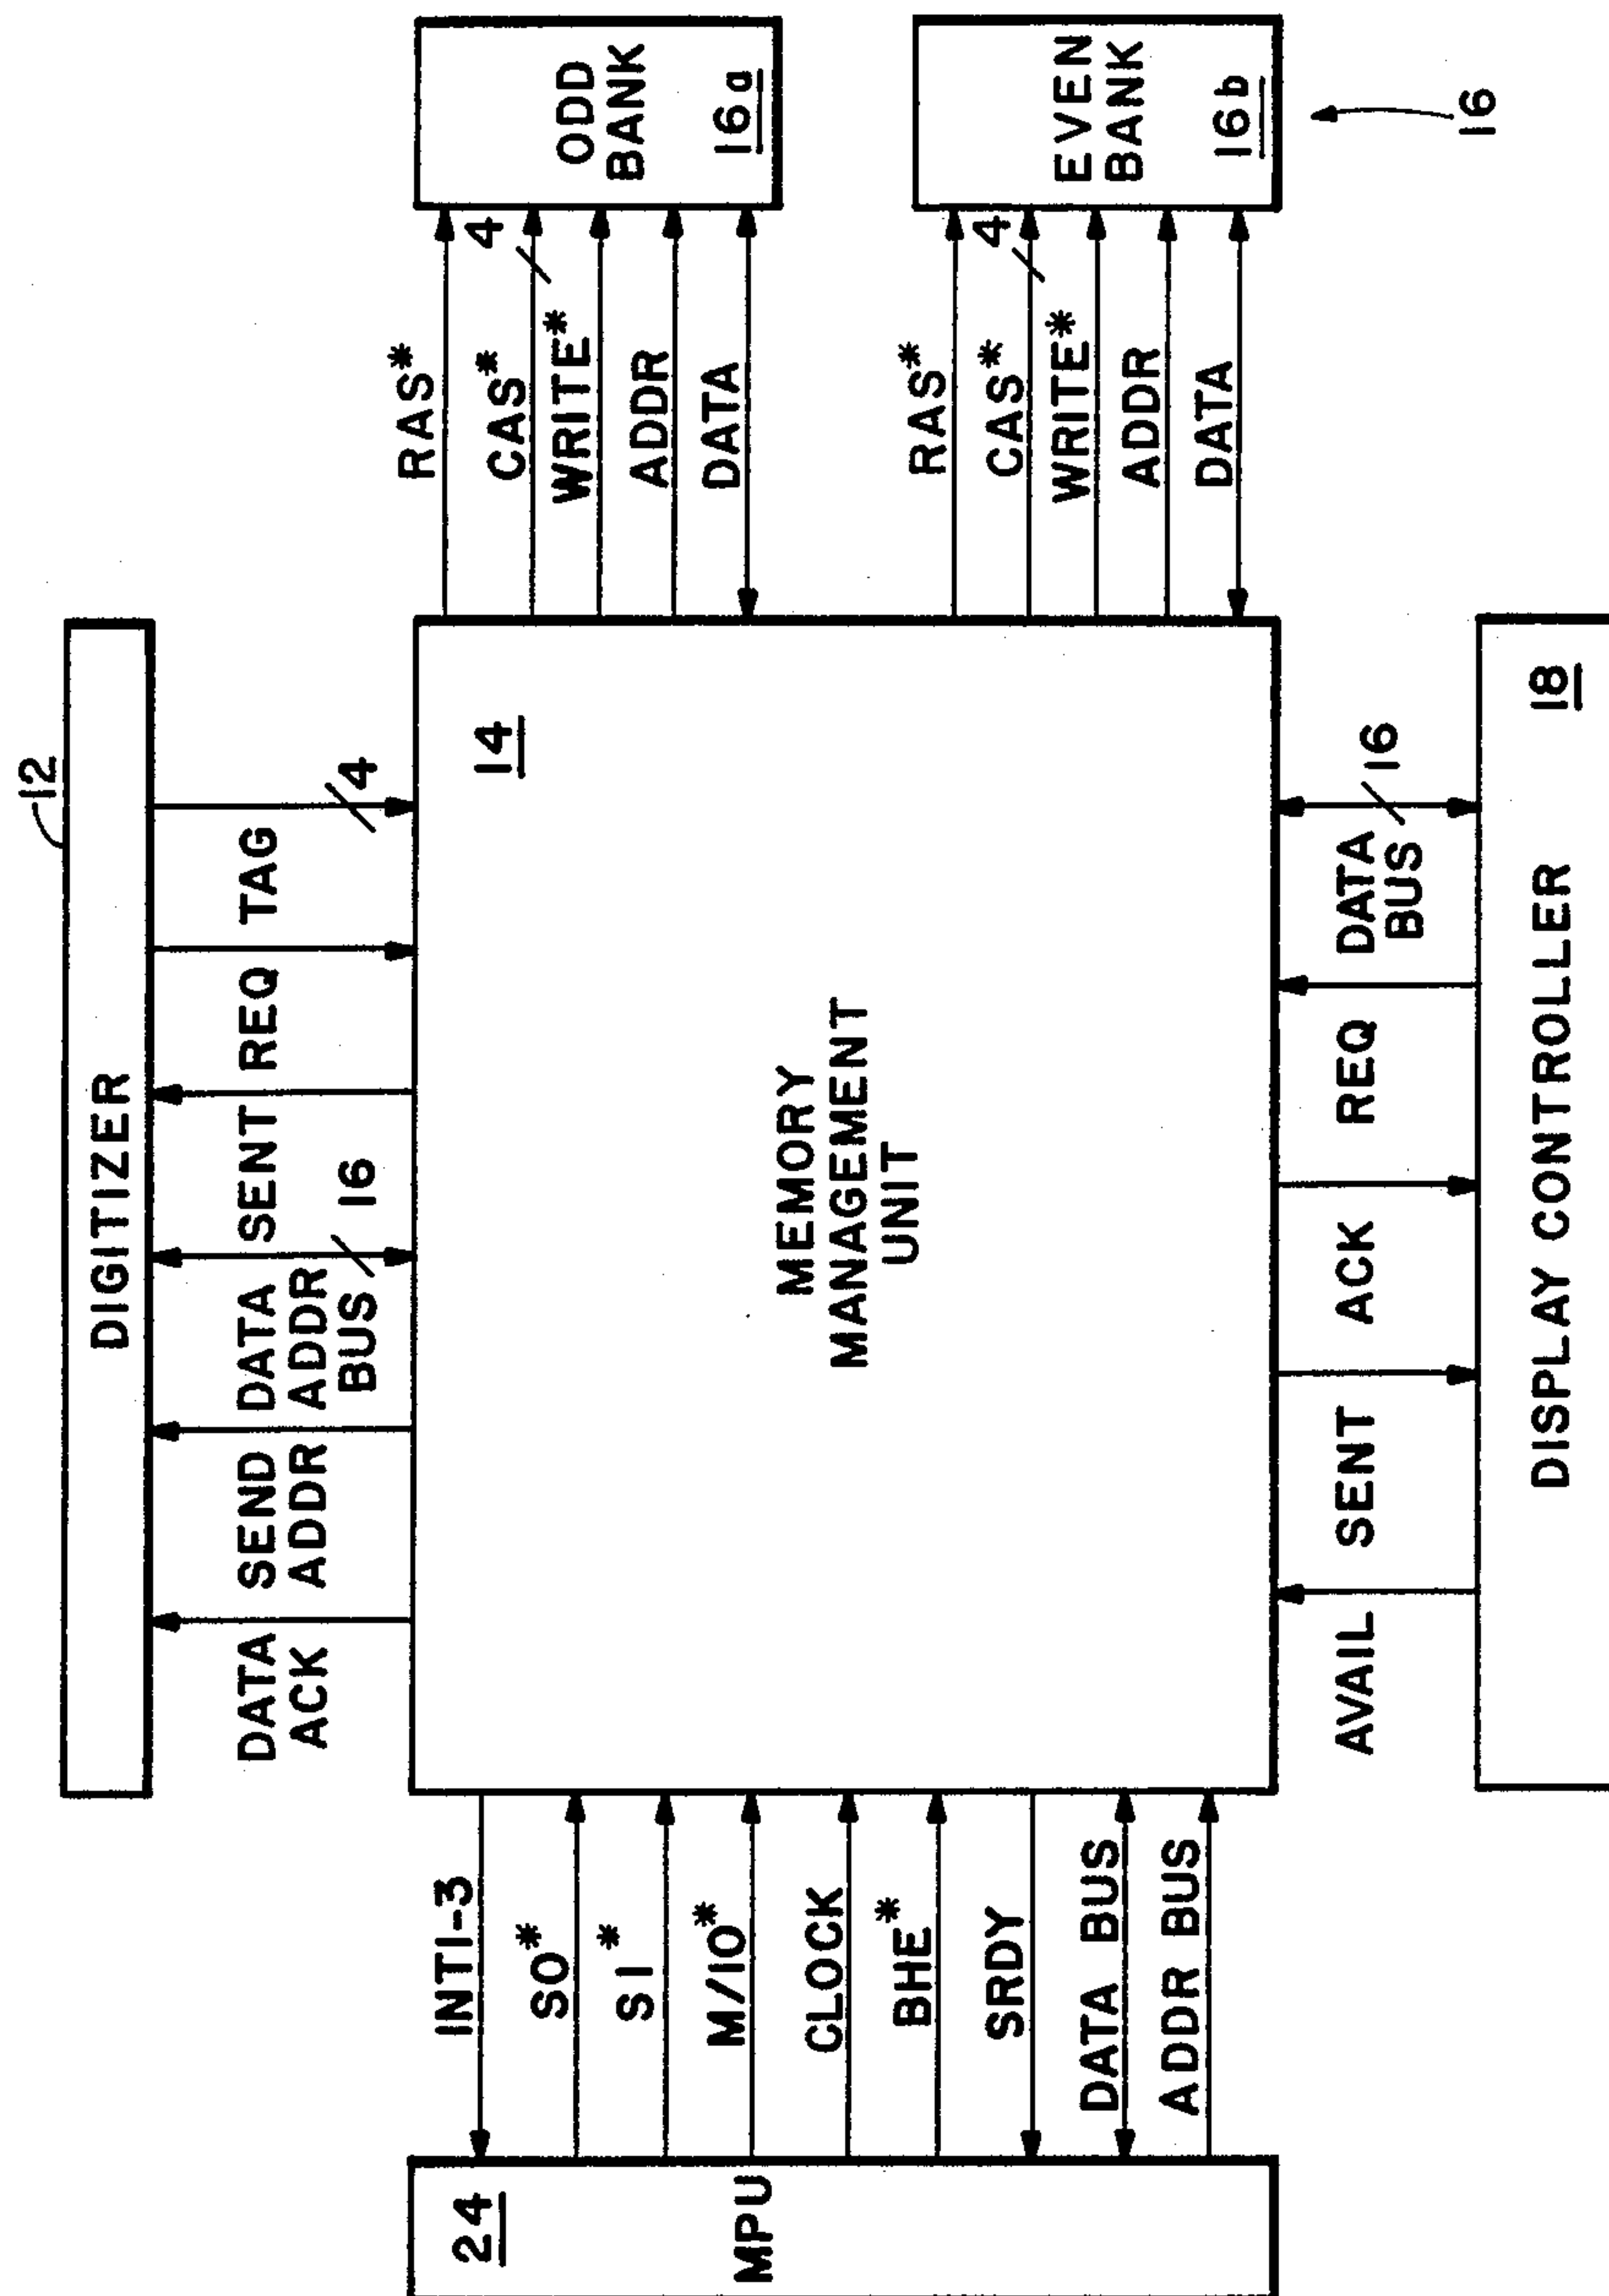 12
DIGITIZER
DATA
ACK
SEND
ADDR
DATA
ADDR
BUS
16
SENT
REQ
TAG
4
24
MPU
INT1-3
S0*
S1*
M/IO*
CLOCK
BHE*
SRDY
DATA BUS
ADDR BUS
14
MEMORY
MANAGEMENT
UNIT
RAS*
CAS*
4
WRITE*
ADDR
DATA
ODD
BANK
16a
RAS*
CAS*
4
WRITE*
ADDR
DATA
EVEN
BANK
16b
16
AVAIL
SENT
ACK
REQ
DATA
BUS
16
DISPLAY CONTROLLER
18